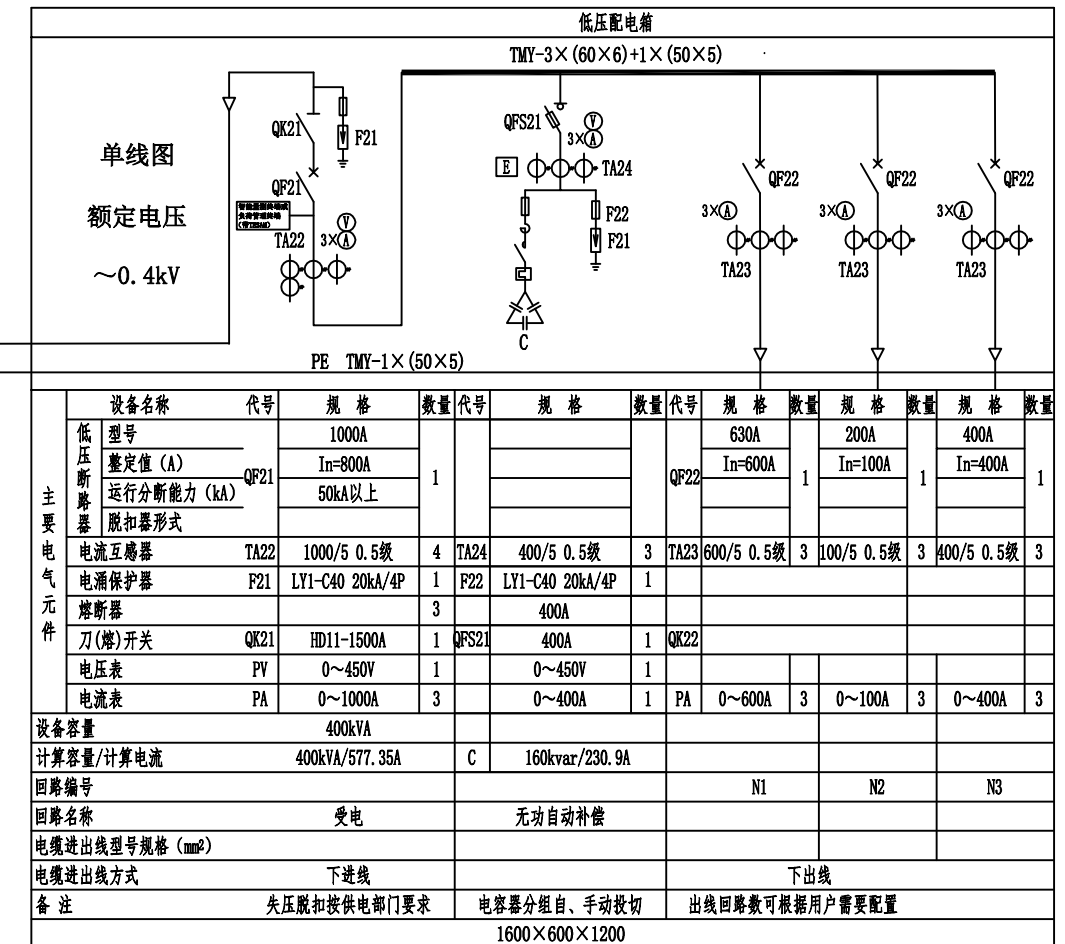 低压配电箱
TMY-3×(60×6)+1×(50×5)
单线图
额定电压
~0.4kV
QK21
F21
QF21
智能量测终端或
负荷管理终端
TA22
3×
V
A
QFS21
V
3×
A
E
TA24
F22
F21
C
QF22
3×
A
TA23
QF22
3×
A
TA23
QF22
3×
A
TA23
PE TMY-1×(50×5)
设备名称 代号 规 格 数量 代号 规 格 数量 代号 规 格 数量 规 格 数量 规 格 数量
主要电气元件
低压断路器
型号 1000A 630A 200A 400A
整定值(A) QF21 In=800A 1 QF22 In=600A 1 In=100A 1 In=400A 1
运行分断能力(kA) 50kA以上
脱扣器形式
电流互感器 TA22 1000/5 0.5级 4 TA24 400/5 0.5级 3 TA23 600/5 0.5级 3 100/5 0.5级 3 400/5 0.5级 3
电涌保护器 F21 LY1-C40 20kA/4P 1 F22 LY1-C40 20kA/4P 1
熔断器 3 400A
刀(熔)开关 QK21 HD11-1500A 1 QFS21 400A 1 QK22
电压表 PV 0~450V 1 0~450V 1
电流表 PA 0~1000A 3 0~400A 1 PA 0~600A 3 0~100A 3 0~400A 3
设备容量 400kVA
计算容量/计算电流 400kVA/577.35A C 160kvar/230.9A
回路编号 N1 N2 N3
回路名称 受电 无功自动补偿
电缆进出线型号规格(mm²)
电缆进出线方式 下进线 下出线
备 注 失压脱扣按供电部门要求 电容器分组自、手动投切 出线回路数可根据用户需要配置
1600×600×1200